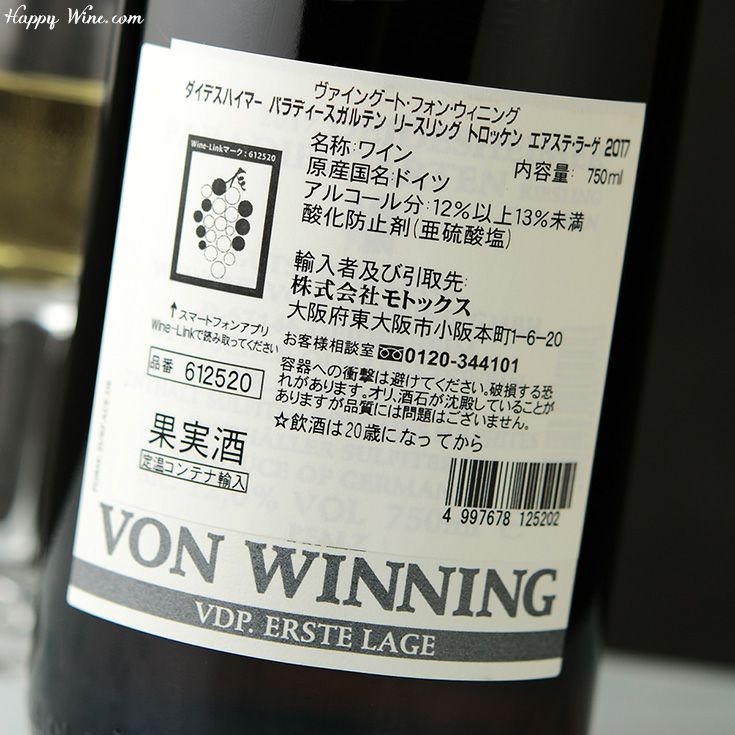 Happy Wine.com
ヴァイングート・フォン・ウィニング
ダイデスハイマー パラディースガルテン リースリング トロッケン エアステ・ラーゲ 2017
Wine-Linkマーク:612520
名称:ワイン 内容量: 750ml
原産国名:ドイツ
アルコール分:12%以上13%未満
酸化防止剤(亜硫酸塩)
輸入者及び引取先:
株式会社モトックス
大阪府東大阪市小阪本町1-6-20
↑スマートフォンアプリ
Wine-Linkで読み取ってください
お客様相談室 0120-344101
品番 612520
容器への衝撃は避けてください。破損する恐
れがあります。オリ、酒石が沈殿していることが
ありますが品質には問題はございません。
☆飲酒は20歳になってから
果実酒
定温コンテナ輸入
4 997678 125202
VON WINNING
VDP. ERSTE LAGE